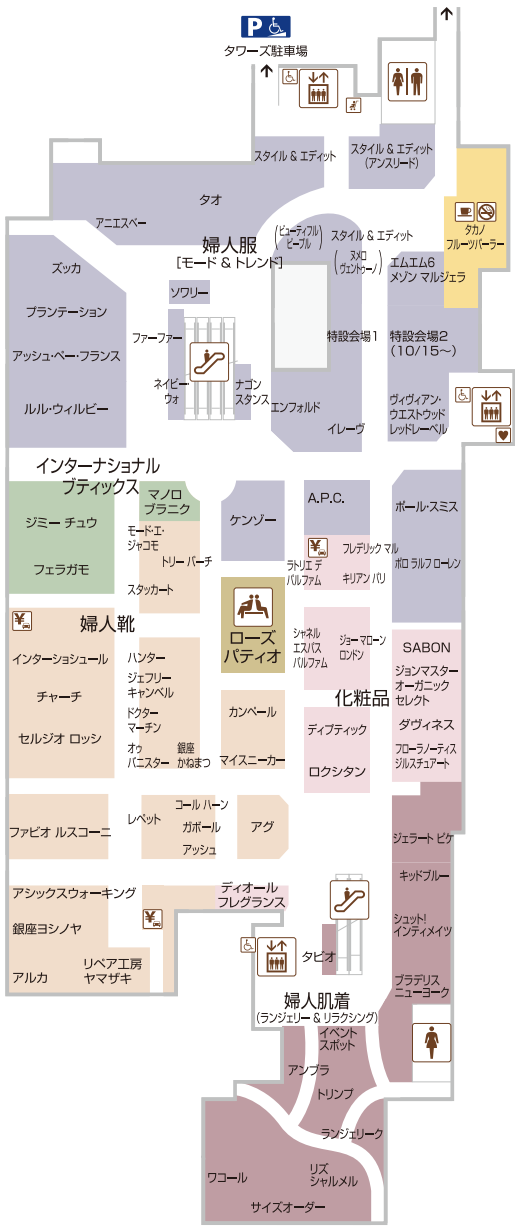 P
タワーズ駐車場
スタイル & エディット
スタイル & エディット
(アンスリード)
タオ
アニエスベー
タカノ
フルーツパーラー
婦人服
[モード & トレンド]
(ビューティフル
ピープル)
スタイル & エディット
(ヌメロ
ヴェントゥーノ)
エムエム6
メゾン マルジェラ
ズッカ
プランテーション
アッシュ・ペー・フランス
ルル・ウィルビー
ソワリー
ファーファー
ネイビー・
ウォ
ナゴン
スタンス
特設会場1
特設会場2
(10/15〜)
エンフォルド
イレーヴ
ヴィヴィアン・
ウエストウッド
レッドレーベル
インターナショナル
ブティックス
ジミー チュウ
フェラガモ
マノロ
ブラニク
モード・エ・
ジャコモ
トリー バーチ
スタッカート
ケンゾー
A.P.C.
ポール・スミス
ポロ ラルフ ローレン
¥
フレデリック マル
ラトリエ デ
パルファム
キリアン パリ
¥
婦人靴
ローズ
パティオ
シャネル
エスパス
パルファム
ジョー マローン
ロンドン
SABON
ジョンマスター
オーガニック
セレクト
ダヴィネス
フローラノーティス
ジルスチュアート
化粧品
インターショシュール
チャーチ
セルジオ ロッシ
ハンター
ジェフリー
キャンベル
ドクター
マーチン
オゥ
バニスター
銀座
かねまつ
カンペール
マイスニーカー
ディプティック
ロクシタン
ファビオ ルスコーニ
レペット
コール ハーン
ガボール
アッシュ
アグ
ジェラート ピケ
キッドブルー
シュット!
インティメイツ
ブラデリス
ニューヨーク
アシックスウォーキング
銀座ヨシノヤ
アルカ
リペア工房
ヤマザキ
¥
ディオール
フレグランス
タビオ
婦人肌着
(ランジェリー & リラクシング)
イベント
スポット
アンブラ
トリンプ
ランジェリーク
ワコール
リズ
シャルメル
サイズオーダー